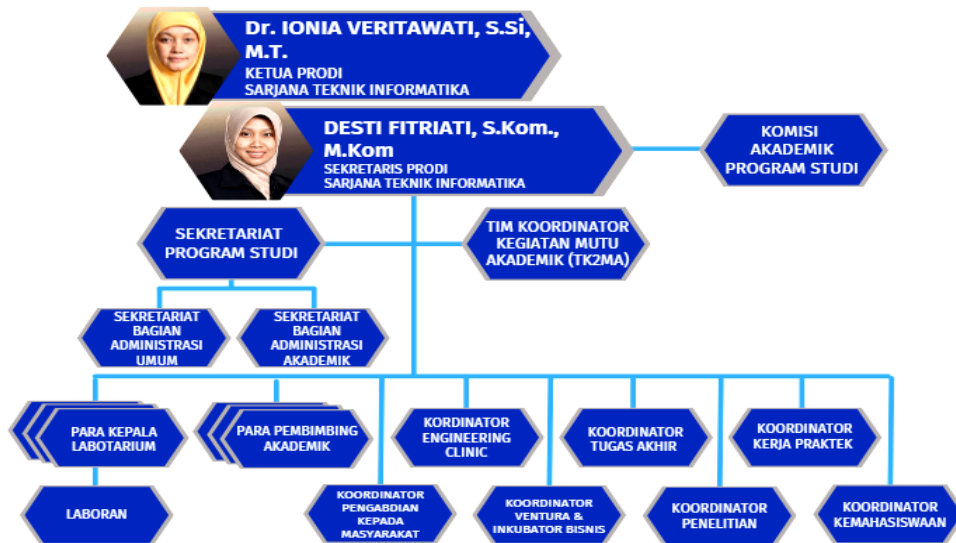 Dr. IONIA VERITAWATI, S.Si,
M.T.
KETUA PRODI
SARJANA TEKNIK INFORMATIKA
DESTI FITRIATI, S.Kom.,
M.Kom
SEKRETARIS PRODI
SARJANA TEKNIK INFORMATIKA
KOMISI
AKADEMIK
PROGRAM STUDI
SEKRETARIAT
PROGRAM STUDI
TIM KOORDINATOR
KEGIATAN MUTU
AKADEMIK (TK2MA)
SEKRETARIAT
BAGIAN
ADMINISTRASI
UMUM
SEKRETARIAT
BAGIAN
ADMINISTRASI
AKADEMIK
PARA KEPALA
LABOTARIUM
PARA PEMBIMBING
AKADEMIK
KORDINATOR
ENGINEERING
CLINIC
KOORDINATOR
TUGAS AKHIR
KOORDINATOR
KERJA PRAKTEK
LABORAN
KOORDINATOR
PENGABDIAN
KEPADA
MASYARAKAT
KOORDINATOR
VENTURA &
INKUBATOR BISNIS
KOORDINATOR
PENELITIAN
KOORDINATOR
KEMAHASISWAAN